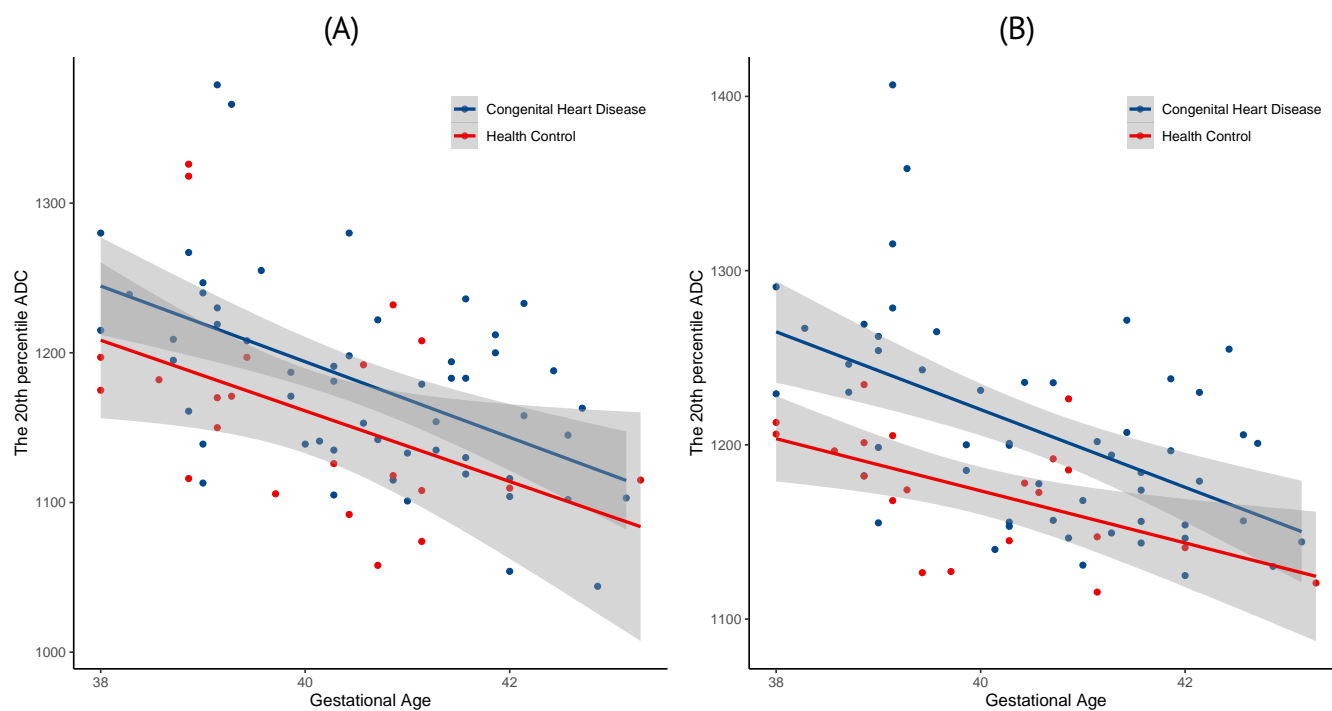 (A)
Congenital Heart Disease
Health Control
1300
1200
1100
1000
The 20th percentile ADC
38
40
42
Gestational Age
(B)
Congenital Heart Disease
Health Control
1400
1300
1200
1100
The 20th percentile ADC
38
40
42
Gestational Age